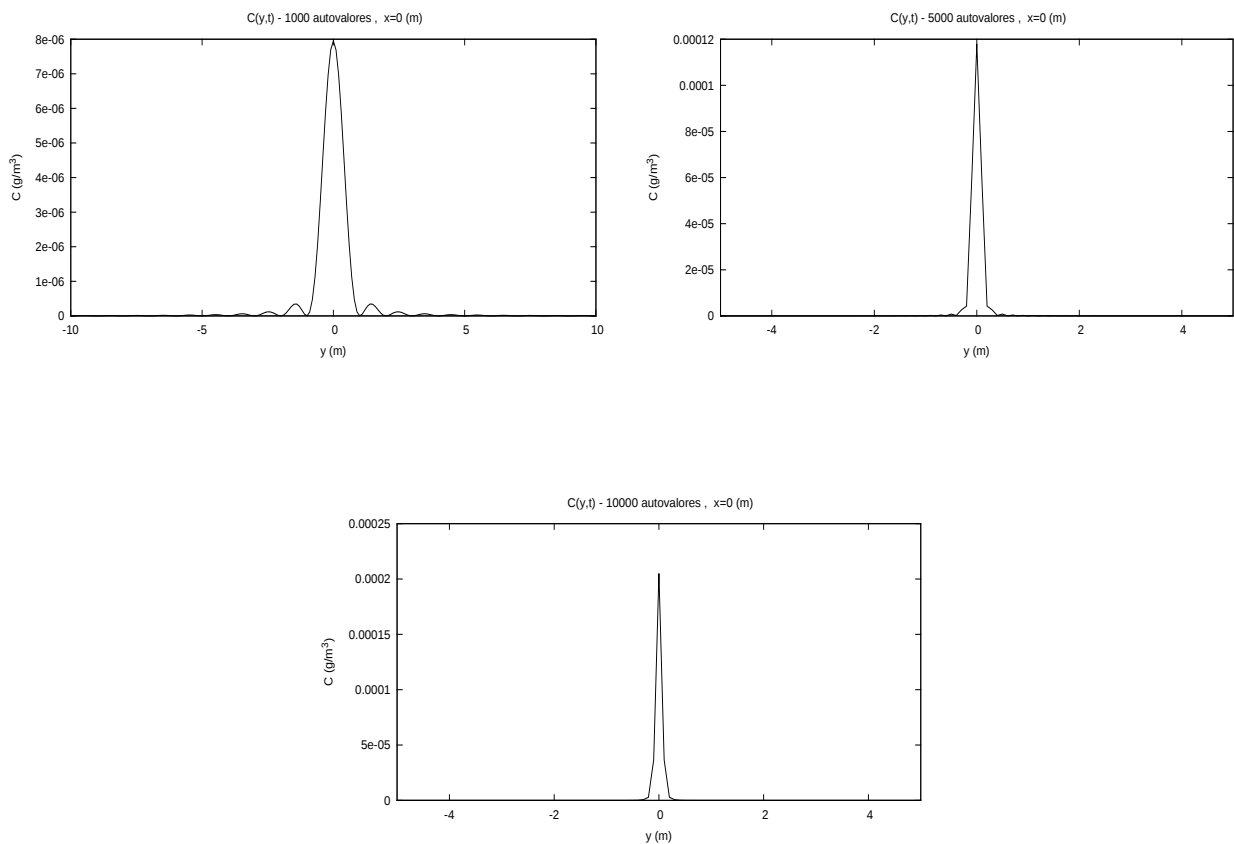 C(y,t) - 1000 autovalores , x=0 (m)
8e-06
7e-06
6e-06
5e-06
4e-06
3e-06
2e-06
1e-06
0
C (g/m³)
-10 -5 0 5 10
y (m)
C(y,t) - 5000 autovalores , x=0 (m)
0.00012
0.0001
8e-05
6e-05
4e-05
2e-05
0
C (g/m³)
-4 -2 0 2 4
y (m)
C(y,t) - 10000 autovalores , x=0 (m)
0.00025
0.0002
0.00015
0.0001
5e-05
0
C (g/m³)
-4 -2 0 2 4
y (m)